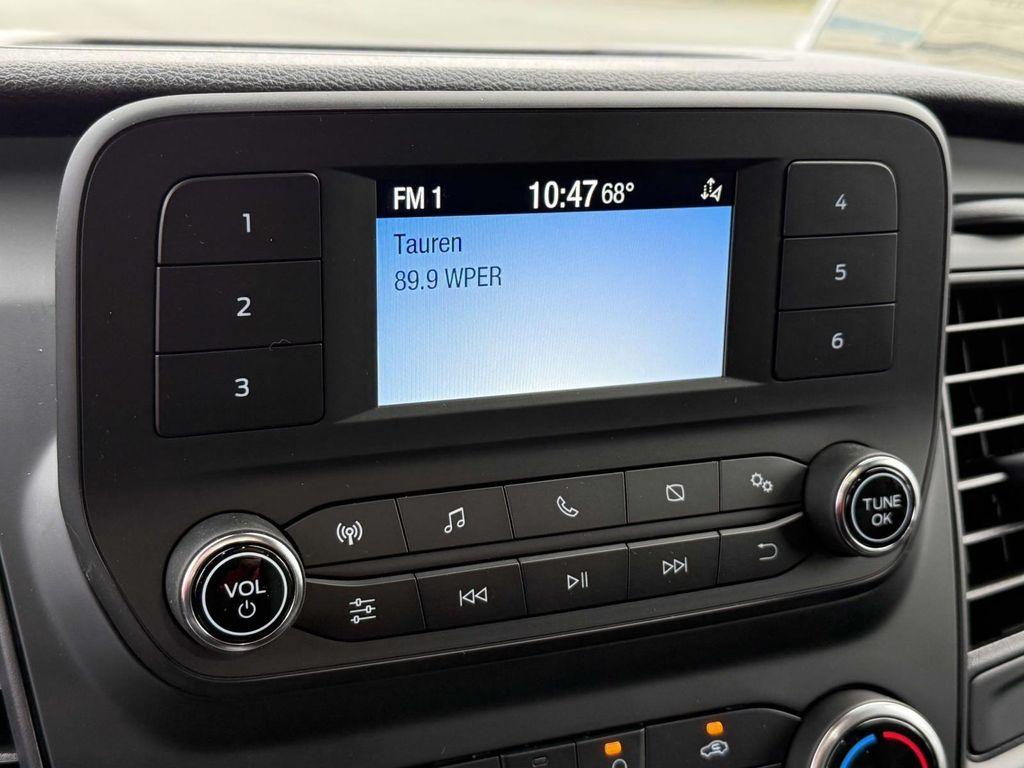 FM 1 10:47 68°
Tauren
89.9 WPER
1
2
3
4
5
6
VOL
TUNE
OK